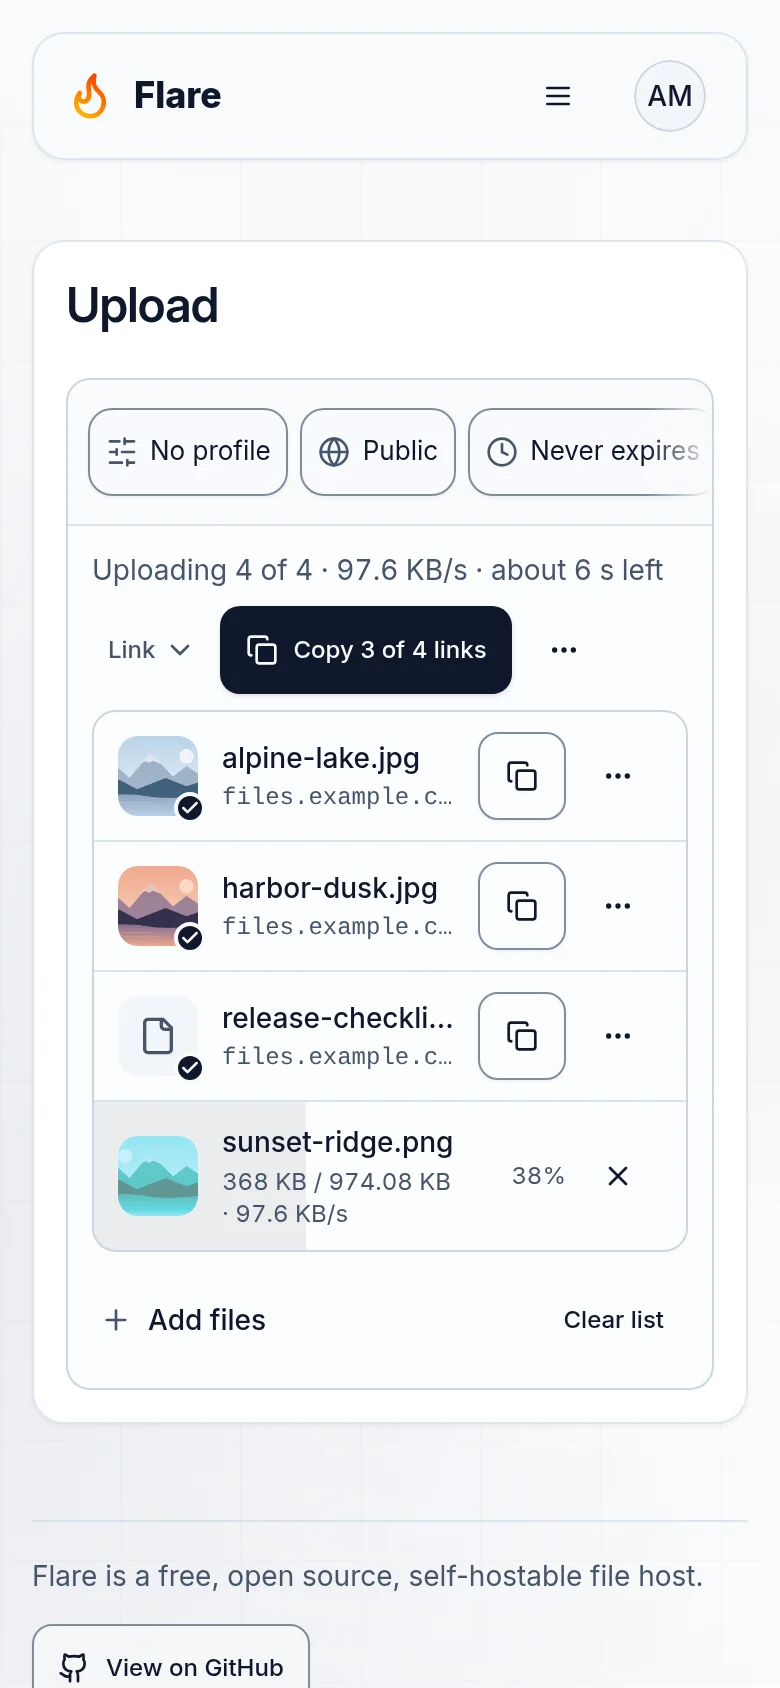 Flare
AM
Upload
No profile
Public
Never expires
Uploading 4 of 4 · 97.6 KB/s · about 6 s left
Link
Copy 3 of 4 links
alpine-lake.jpg
files.example.c…
harbor-dusk.jpg
files.example.c…
release-checkli...
files.example.c…
sunset-ridge.png
368 KB / 974.08 KB
· 97.6 KB/s
38%
Add files
Clear list
Flare is a free, open source, self-hostable file host.
View on GitHub